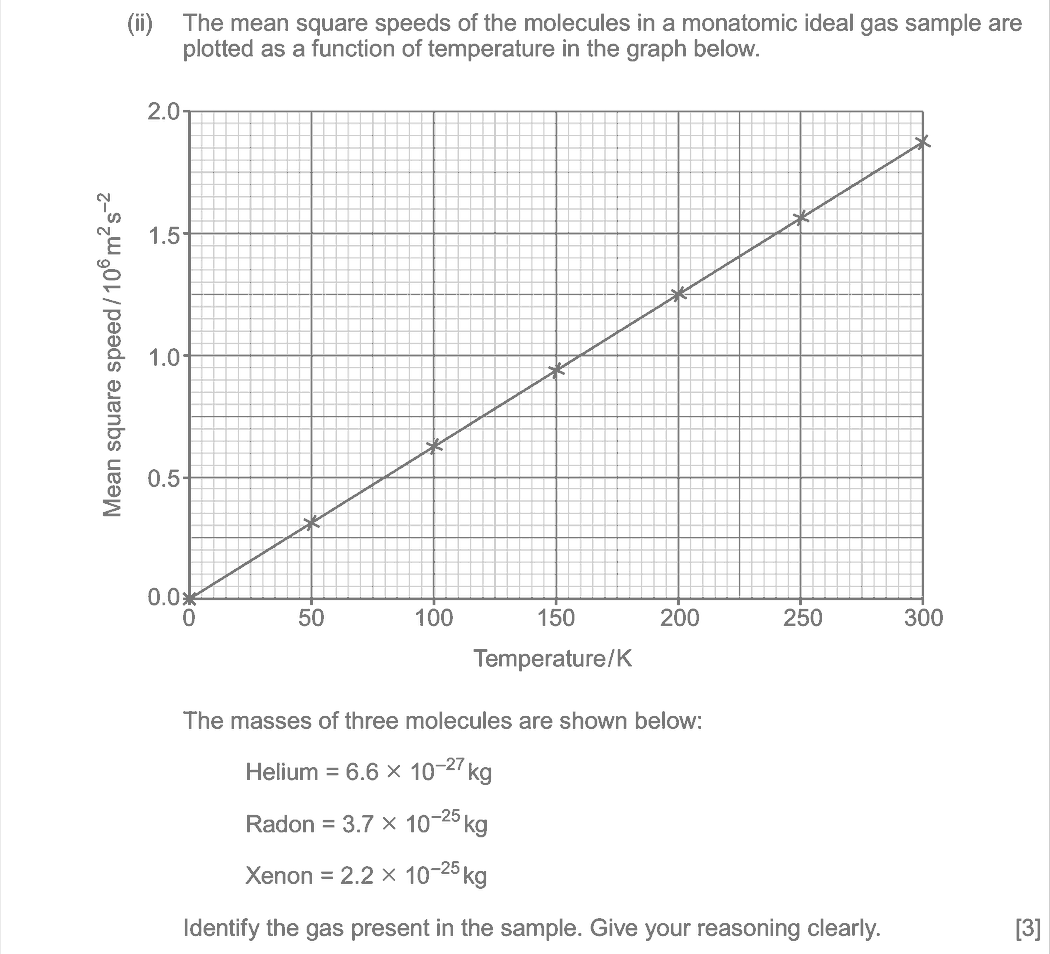 (ii) The mean square speeds of the molecules in a monatomic ideal gas sample are
plotted as a function of temperature in the graph below.
Mean square speed / 10⁶ m² s⁻²
2.0
1.5
1.0
0.5
0.0
0 50 100 150 200 250 300
Temperature/K
The masses of three molecules are shown below:
Helium = 6.6 × 10⁻²⁷ kg
Radon = 3.7 × 10⁻²⁵ kg
Xenon = 2.2 × 10⁻²⁵ kg
Identify the gas present in the sample. Give your reasoning clearly. [3]